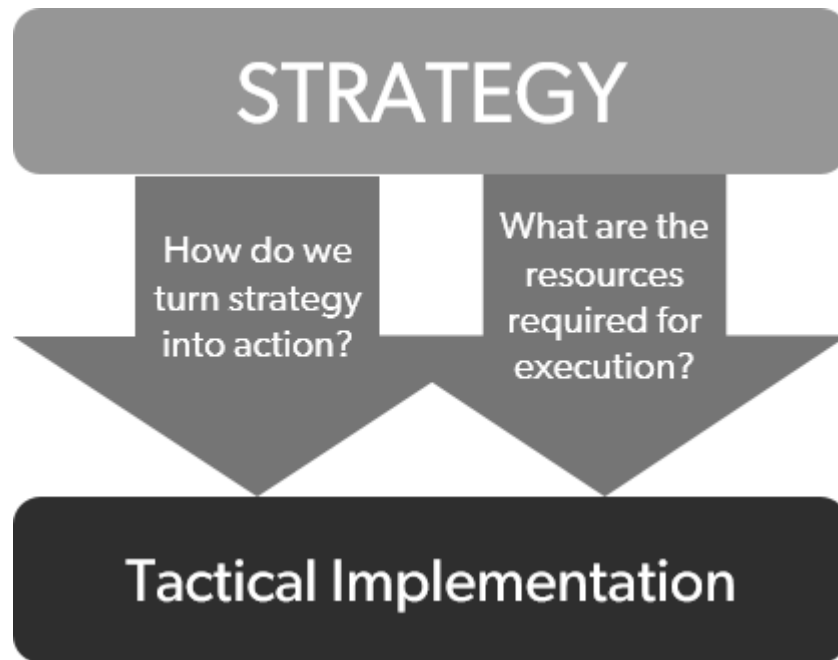 STRATEGY
How do we
turn strategy
into action?
What are the
resources
required for
execution?
Tactical Implementation